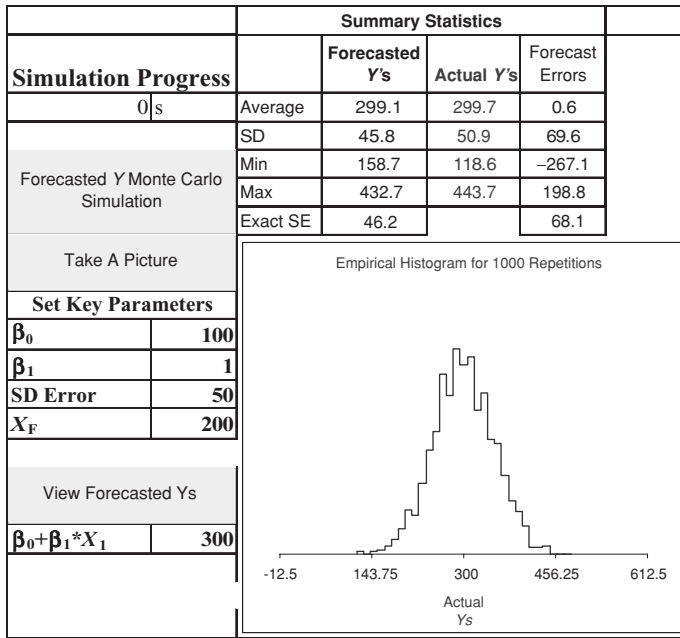 Summary Statistics
Simulation Progress
Forecasted Y's
Actual Y's
Forecast Errors
0 s
Average 299.1 299.7 0.6
SD 45.8 50.9 69.6
Min 158.7 118.6 −267.1
Max 432.7 443.7 198.8
Exact SE 46.2 68.1
Forecasted Y Monte Carlo
Simulation
Take A Picture
Set Key Parameters
β0 100
β1 1
SD Error 50
XF 200
View Forecasted Ys
β0+β1*X1 300
Empirical Histogram for 1000 Repetitions
-12.5 143.75 300 456.25 612.5
Actual
Ys